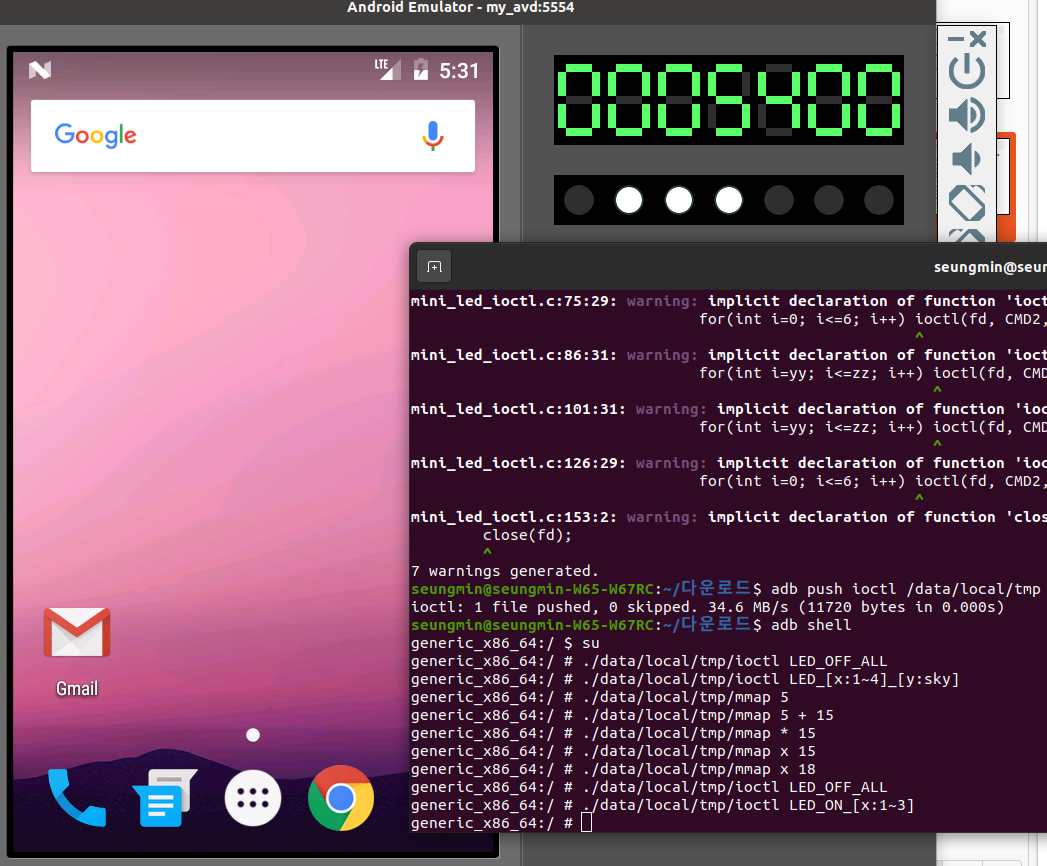 Android Emulator - my_avd:5554
LTE
5:31
Google
0005400
Gmail
seungmin@seun
mini_led_ioctl.c:75:29: warning: implicit declaration of function 'ioct
for(int i=0; i<=6; i++) ioctl(fd, CMD2,
^
mini_led_ioctl.c:86:31: warning: implicit declaration of function 'ioct
for(int i=yy; i<=zz; i++) ioctl(fd, CMD
^
mini_led_ioctl.c:101:31: warning: implicit declaration of function 'ioc
for(int i=yy; i<=zz; i++) ioctl(fd, CMD
^
mini_led_ioctl.c:126:29: warning: implicit declaration of function 'ioc
for(int i=0; i<=6; i++) ioctl(fd, CMD2,
^
mini_led_ioctl.c:153:2: warning: implicit declaration of function 'clos
close(fd);
^
7 warnings generated.
seungmin@seungmin-W65-W67RC:~/다운로드$ adb push ioctl /data/local/tmp
ioctl: 1 file pushed, 0 skipped. 34.6 MB/s (11720 bytes in 0.000s)
seungmin@seungmin-W65-W67RC:~/다운로드$ adb shell
generic_x86_64:/ $ su
generic_x86_64:/ # ./data/local/tmp/ioctl LED_OFF_ALL
generic_x86_64:/ # ./data/local/tmp/ioctl LED_[x:1~4]_[y:sky]
generic_x86_64:/ # ./data/local/tmp/mmap 5
generic_x86_64:/ # ./data/local/tmp/mmap 5 + 15
generic_x86_64:/ # ./data/local/tmp/mmap * 15
generic_x86_64:/ # ./data/local/tmp/mmap x 15
generic_x86_64:/ # ./data/local/tmp/mmap x 18
generic_x86_64:/ # ./data/local/tmp/ioctl LED_OFF_ALL
generic_x86_64:/ # ./data/local/tmp/ioctl LED_ON_[x:1~3]
generic_x86_64:/ #